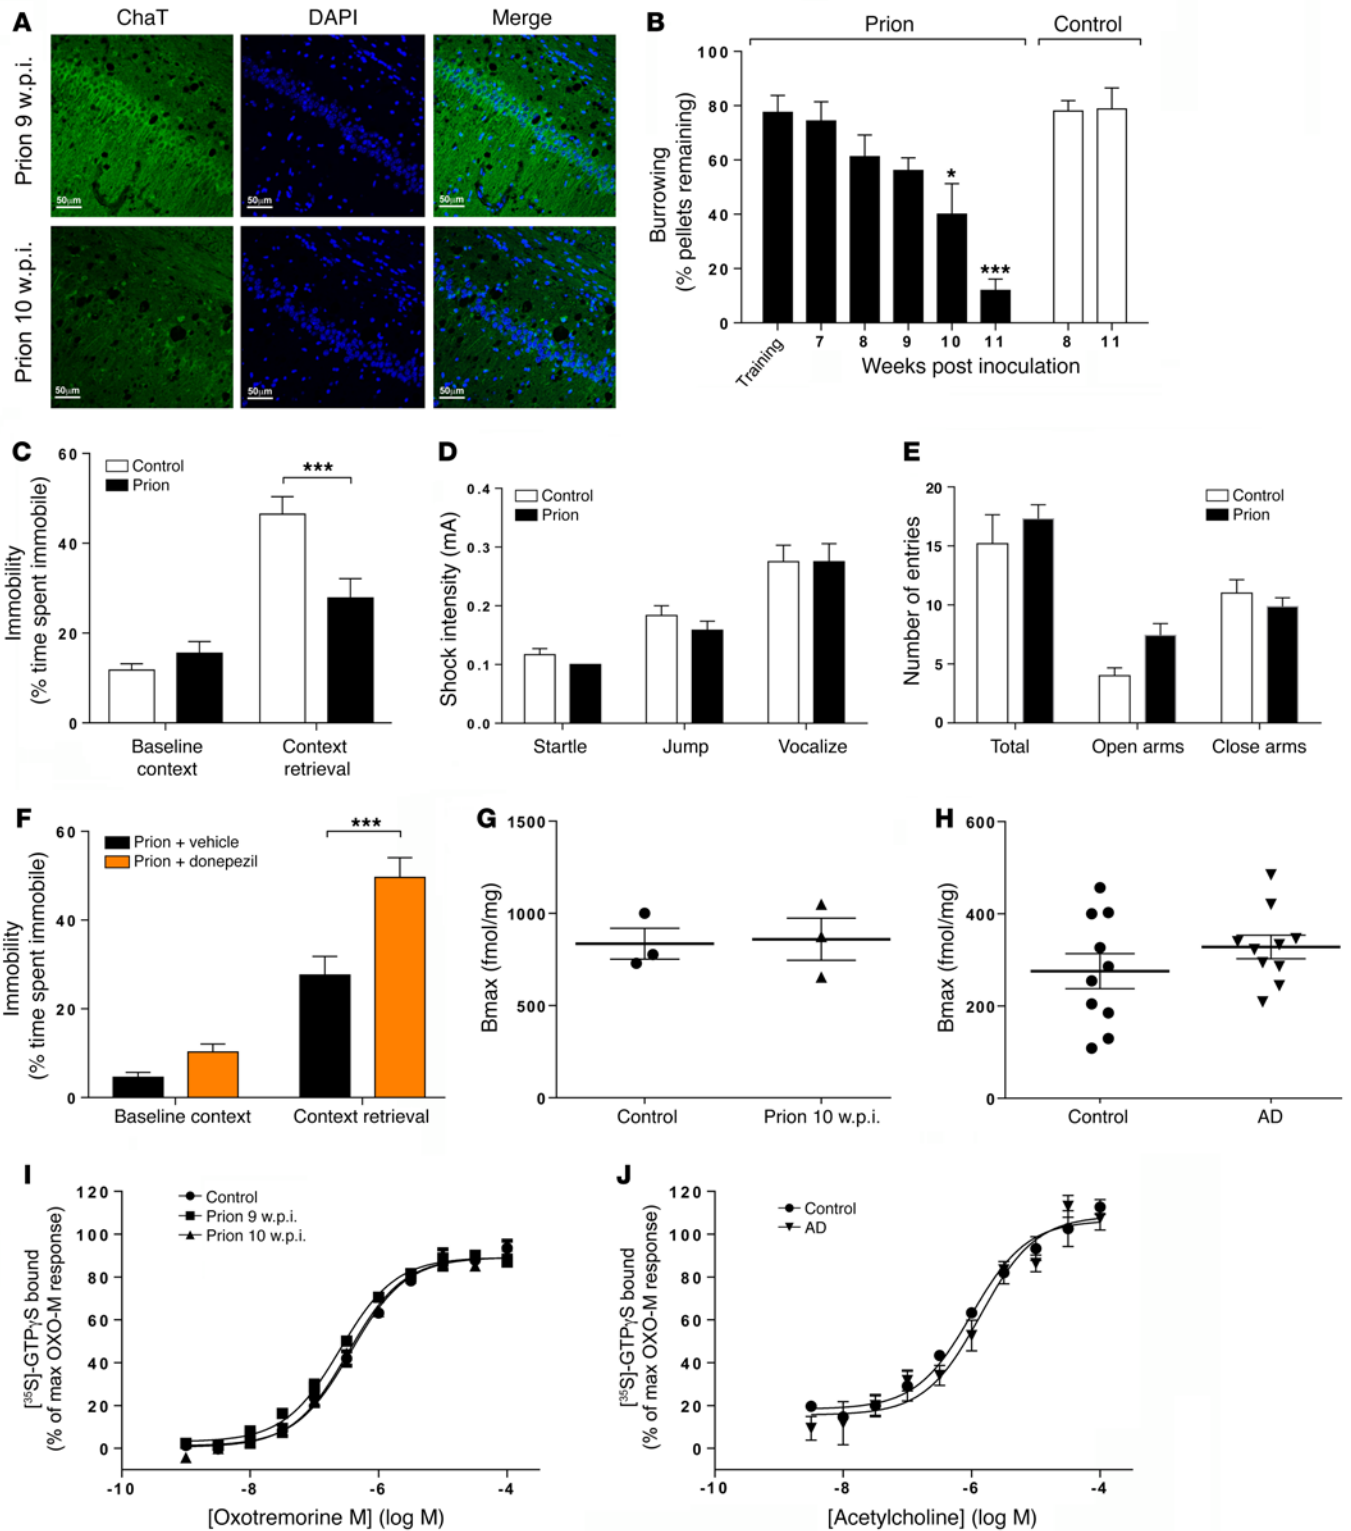 A
ChaT DAPI Merge
Prion 9 w.p.i.
50μm 50μm 50μm
Prion 10 w.p.i.
50μm 50μm 50μm
B
Prion Control
Burrowing
(% pellets remaining)
100
80
60
40
20
0
* ***
Training 7 8 9 10 11 8 11
Weeks post inoculation
C
Immobility
(% time spent immobile)
60
40
20
0
Control
Prion
***
Baseline context
Context retrieval
D
Shock intensity (mA)
0.4
0.3
0.2
0.1
0.0
Control
Prion
Startle Jump Vocalize
E
Number of entries
20
15
10
5
0
Control
Prion
Total Open arms Close arms
F
Immobility
(% time spent immobile)
60
40
20
0
Prion + vehicle
Prion + donepezil
***
Baseline context Context retrieval
G
Bmax (fmol/mg)
1500
1000
500
0
Control Prion 10 w.p.i.
H
Bmax (fmol/mg)
600
400
200
0
Control AD
I
[³⁵S]-GTPγS bound
(% of max OXO-M response)
120
100
80
60
40
20
0
Control
Prion 9 w.p.i.
Prion 10 w.p.i.
-10 -8 -6 -4
[Oxotremorine M] (log M)
J
[³⁵S]-GTPγS bound
(% of max OXO-M response)
120
100
80
60
40
20
0
Control
AD
-10 -8 -6 -4
[Acetylcholine] (log M)